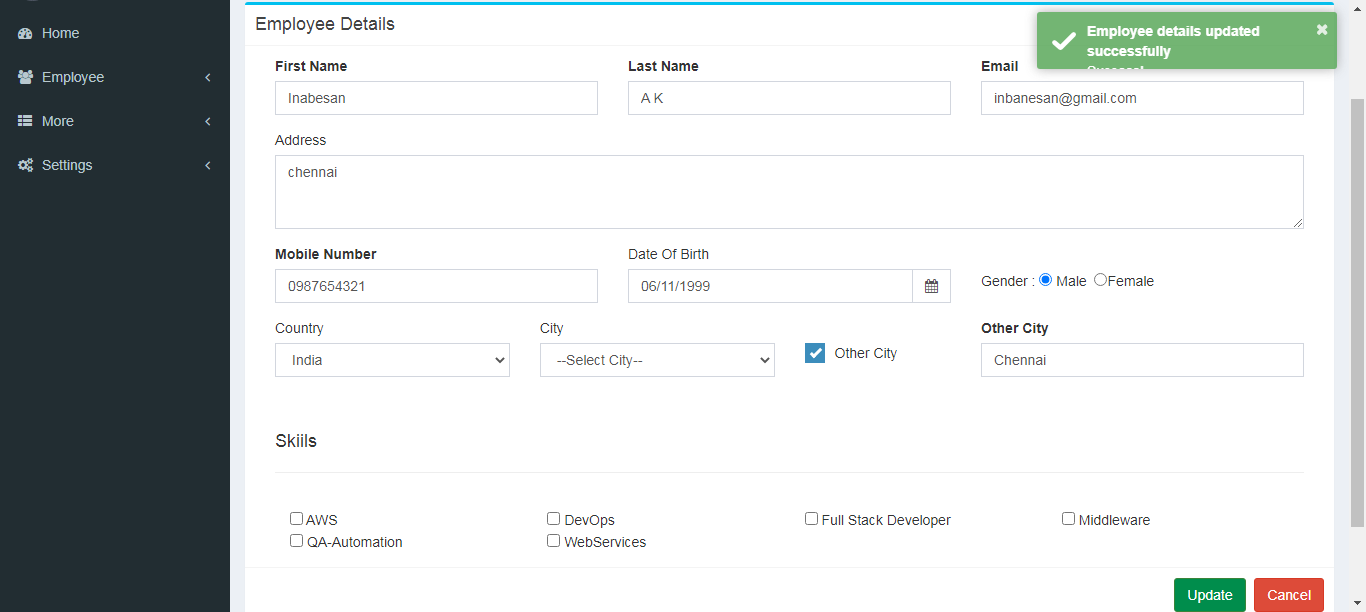 Home
Employee
More
Settings
Employee Details
Employee details updated
successfully
First Name
Last Name
Email
Inabesan
A K
inbanesan@gmail.com
Address
chennai
Mobile Number
Date Of Birth
0987654321
06/11/1999
Gender : Male Female
Country
City
Other City
Other City
India
--Select City--
Chennai
Skiils
AWS
DevOps
Full Stack Developer
Middleware
QA-Automation
WebServices
Update
Cancel